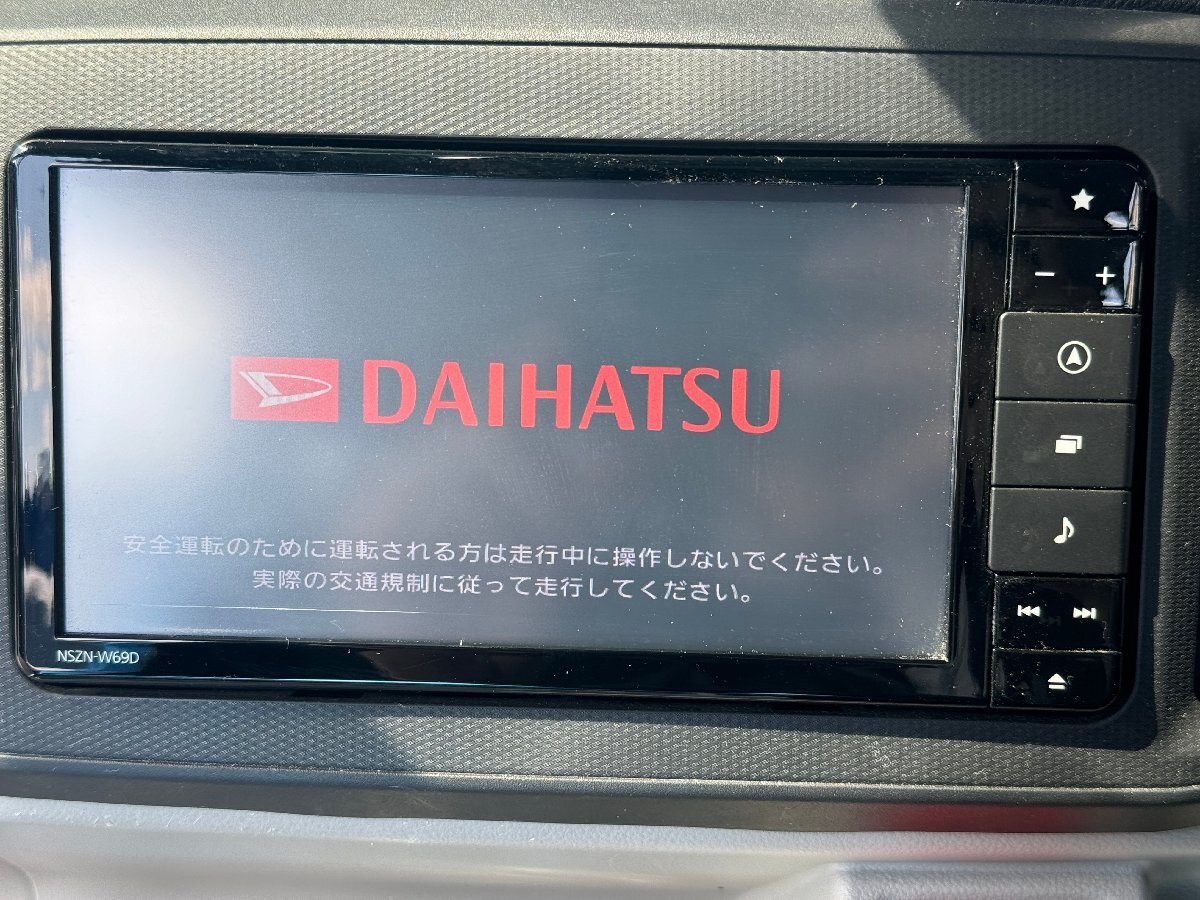 DAIHATSU
安全運転のために運転される方は走行中に操作しないでください。
実際の交通規制に従って走行してください。
NSZN-W69D